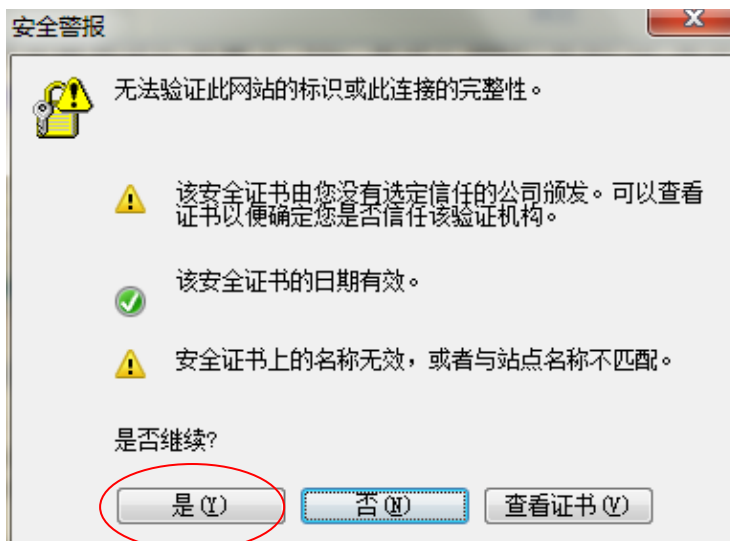 安全警报
无法验证此网站的标识或此连接的完整性。
该安全证书由您没有选定信任的公司颁发。可以查看
证书以便确定您是否信任该验证机构。
该安全证书的日期有效。
安全证书上的名称无效，或者与站点名称不匹配。
是否继续?
是(Y) 否(N) 查看证书(V)